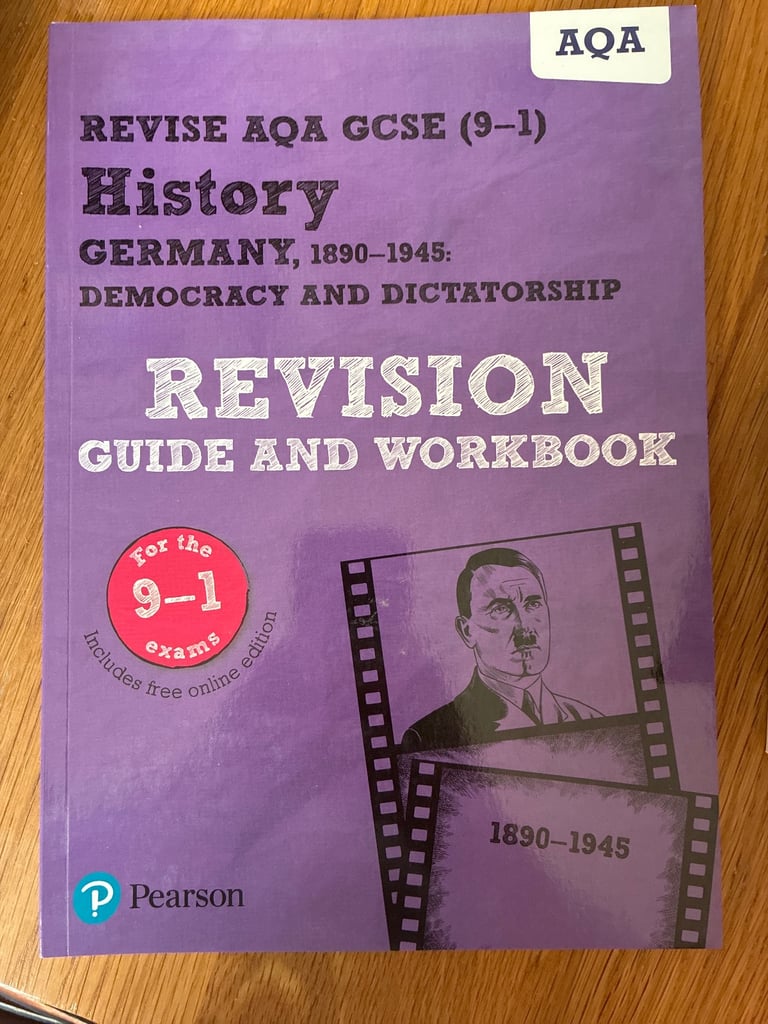 AQA
REVISE AQA GCSE (9–1)
History
GERMANY, 1890–1945:
DEMOCRACY AND DICTATORSHIP
REVISION
GUIDE AND WORKBOOK
For the
9–1
exams
Includes free online edition
1890–1945
Pearson